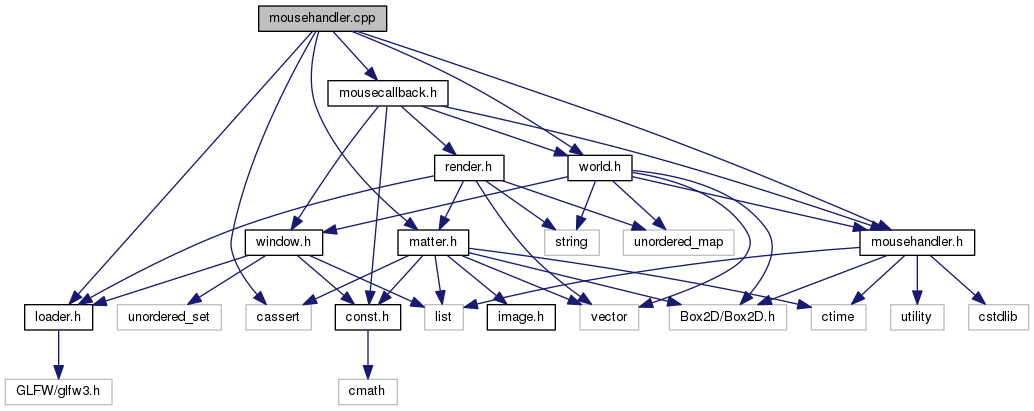 mousehandler.cpp
mousecallback.h
render.h
world.h
window.h
matter.h
string
unordered_map
mousehandler.h
loader.h
unordered_set
cassert
const.h
list
image.h
vector
Box2D/Box2D.h
ctime
utility
cstdlib
GLFW/glfw3.h
cmath